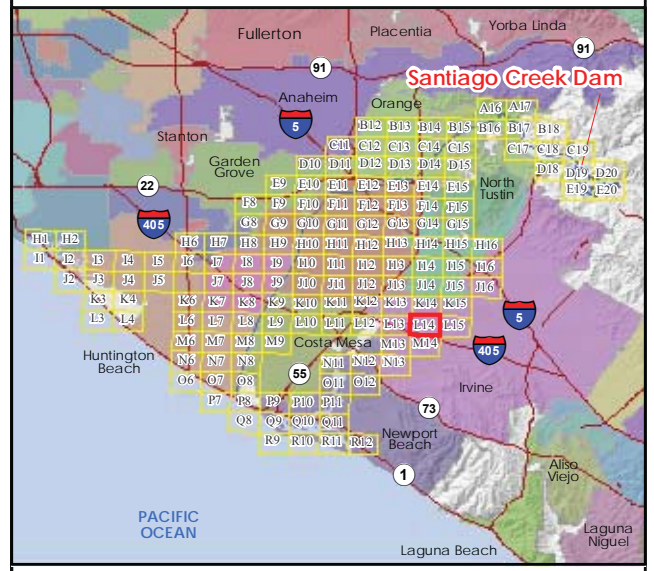 Yorba Linda
Fullerton
Placentia
91
91
Santiago Creek Dam
Anaheim
Orange
A16 A17
5
B12 B13 B14 B15 B16 B17 B18
Stanton
C11 C12 C13 C14 C15 C17 C18 C19
Garden
Grove
D10 D11 D12 D13 D14 D15 D18 D19 D20
22
E9 E10 E11 E12 E13 E14 E15 E19 E20
North
Tustin
F8 F9 F10 F11 F12 F13 F14 F15
405
G8 G9 G10 G11 G12 G13 G14 G15
H1 H2 H6 H7 H8 H9 H10 H11 H12 H13 H14 H15 H16
I1 I2 I3 I4 I5 I6 I7 I8 I9 I10 I11 I12 I13 I14 I15 I16
J2 J3 J4 J5 J6 J7 J8 J9 J10 J11 J12 J13 J14 J15 J16
K3 K4 K6 K7 K8 K9 K10 K11 K12 K13 K14 K15
5
L3 L4 L6 L7 L8 L9 L10 L11 L12 L13 L14 L15
M6 M7 M8 M9 Costa Mesa M13 M14
405
Huntington
Beach
N6 N7 N8 N11 N12 N13
55
O6 O7 O8 O11 O12
Irvine
P7 P8 P9 P10 P11
73
Q8 Q9 Q10 Q11
Newport
Beach
R9 R10 R11 R12
1
Aliso
Viejo
PACIFIC
OCEAN
Laguna
Niguel
Laguna Beach